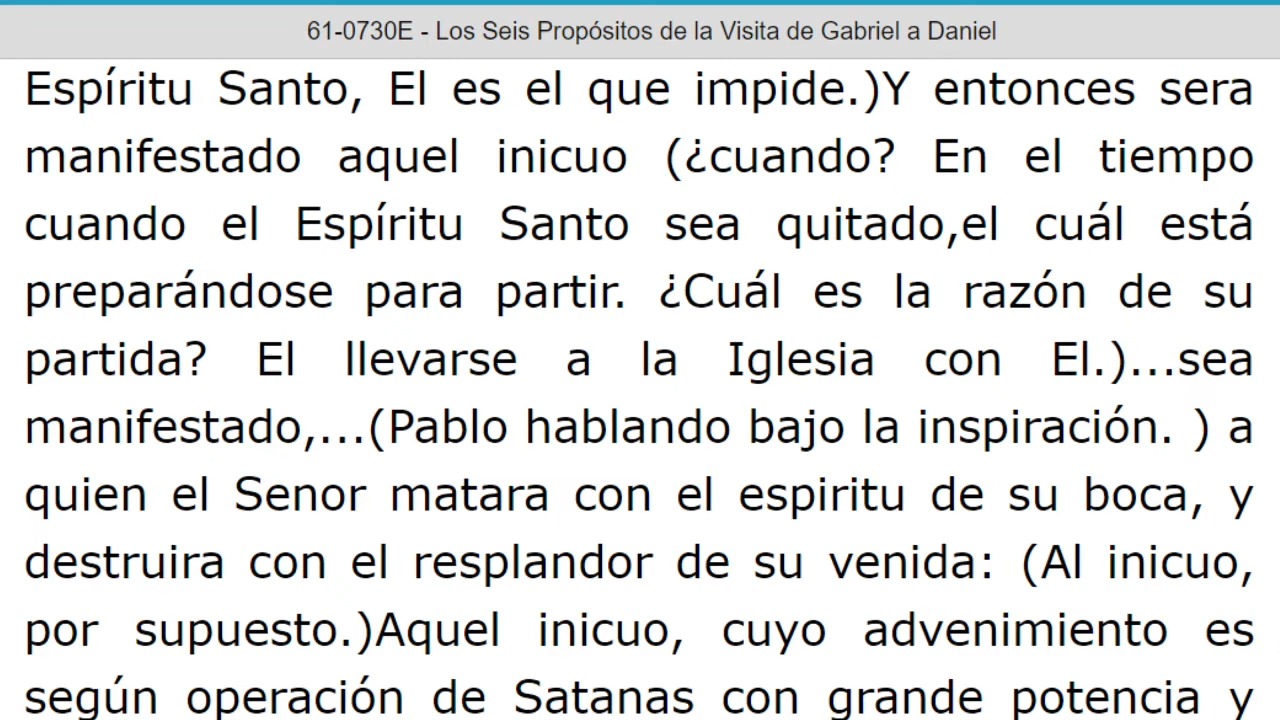 61-0730E - Los Seis Propósitos de la Visita de Gabriel a Daniel
Espíritu Santo, El es el que impide.)Y entonces sera
manifestado aquel inicuo (¿cuando? En el tiempo
cuando el Espíritu Santo sea quitado,el cuál está
preparándose para partir. ¿Cuál es la razón de su
partida? El llevarse a la Iglesia con El.)...sea
manifestado,...(Pablo hablando bajo la inspiración. ) a
quien el Senor matara con el espiritu de su boca, y
destruira con el resplandor de su venida: (Al inicuo,
por supuesto.)Aquel inicuo, cuyo advenimiento es
según operación de Satanas con grande potencia y